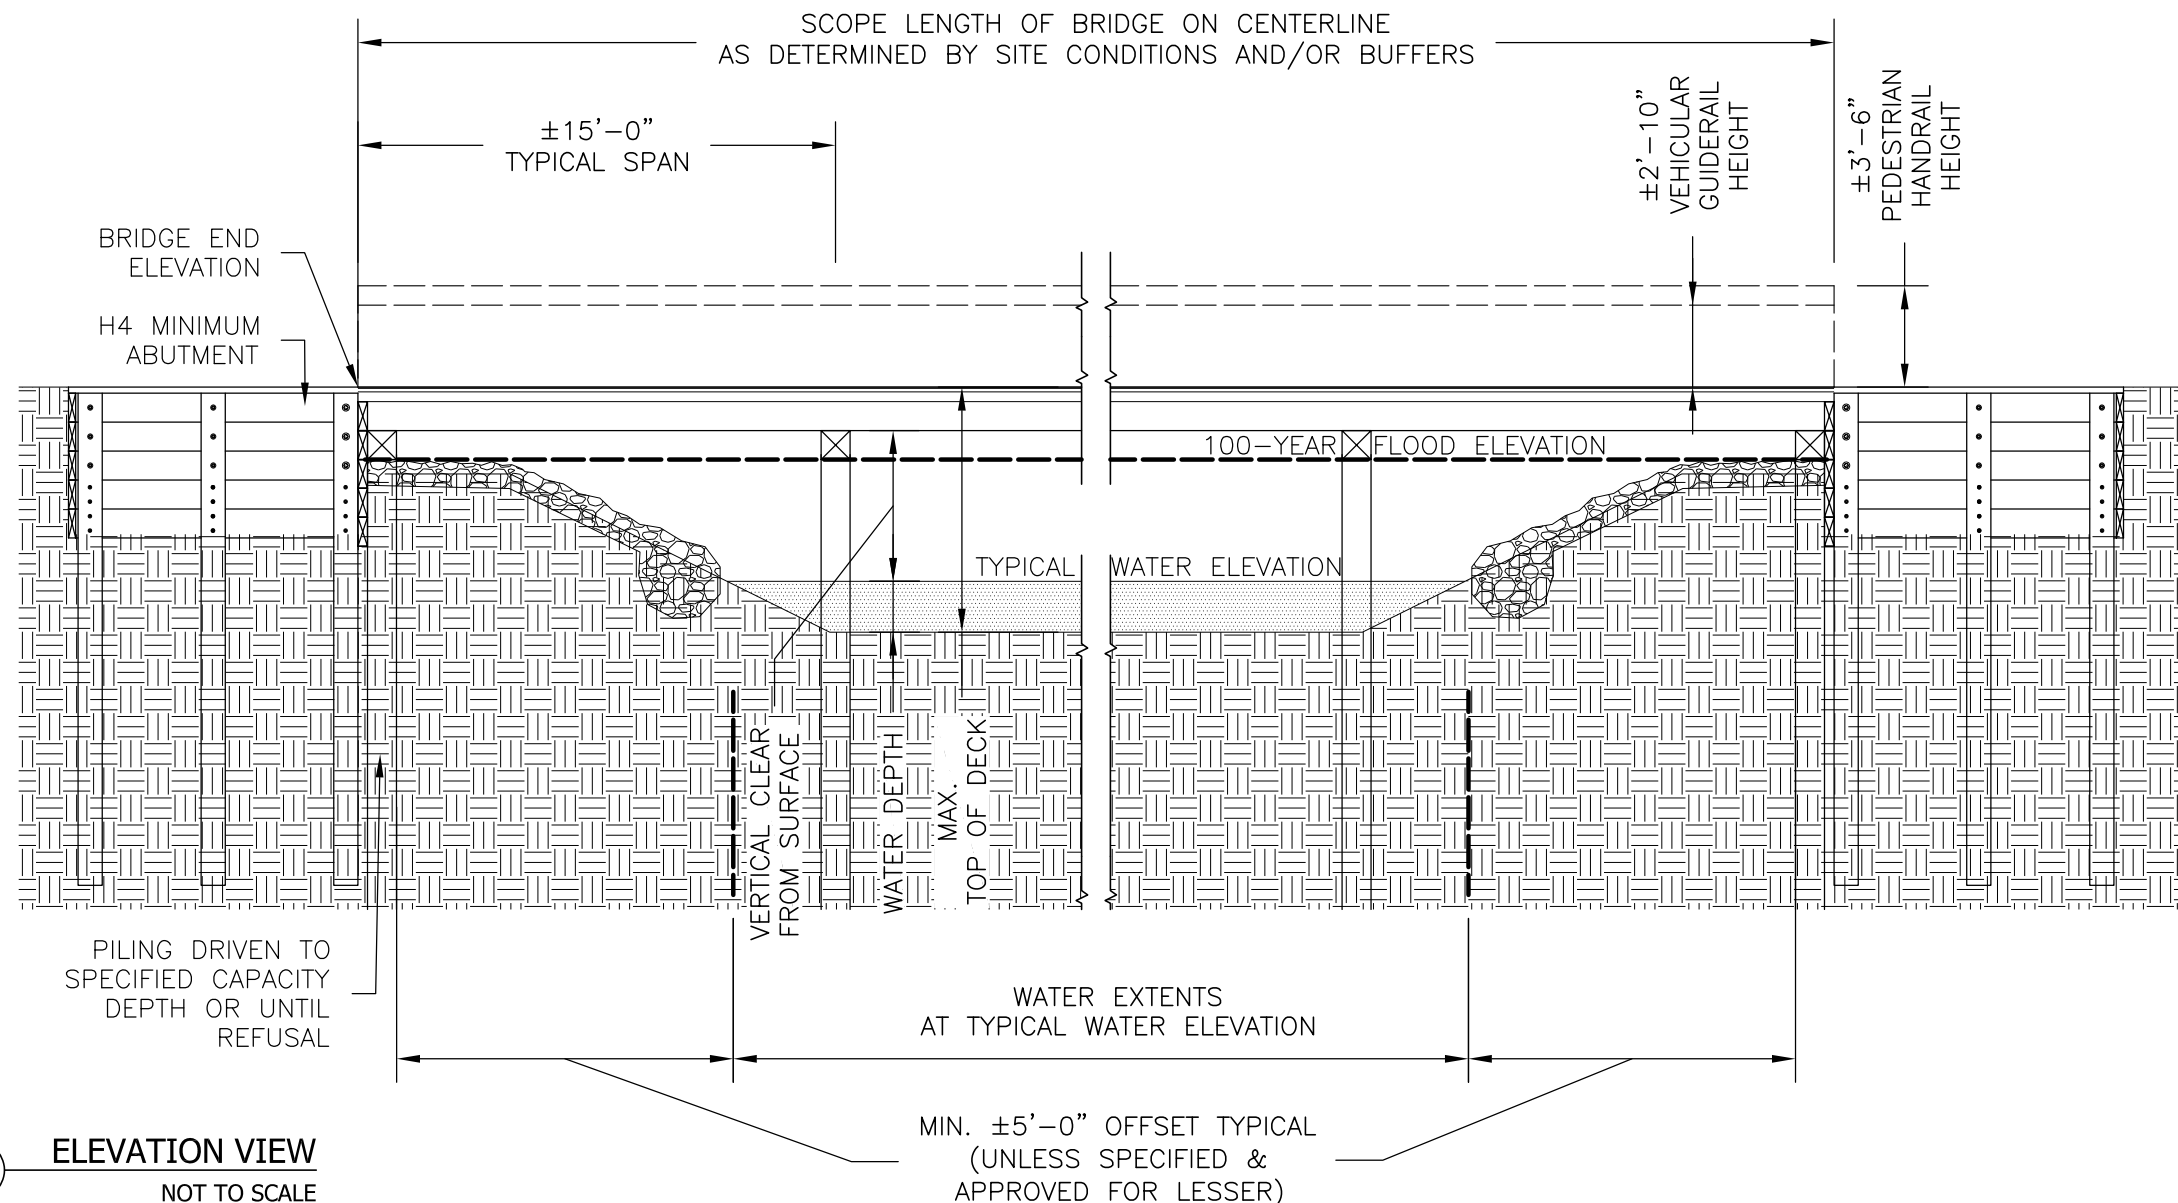 SCOPE LENGTH OF BRIDGE ON CENTERLINE
AS DETERMINED BY SITE CONDITIONS AND/OR BUFFERS
±15'-0"
TYPICAL SPAN
±2'-10"
VEHICULAR
GUIDERAIL
HEIGHT
±3'-6"
PEDESTRIAN
HANDRAIL
HEIGHT
BRIDGE END
ELEVATION
H4 MINIMUM
ABUTMENT
100-YEAR FLOOD ELEVATION
TYPICAL WATER ELEVATION
VERTICAL CLEAR
FROM SURFACE
WATER DEPTH
MAX.
TOP OF DECK
PILING DRIVEN TO
SPECIFIED CAPACITY
DEPTH OR UNTIL
REFUSAL
WATER EXTENTS
AT TYPICAL WATER ELEVATION
MIN. ±5'-0" OFFSET TYPICAL
(UNLESS SPECIFIED &
APPROVED FOR LESSER)
ELEVATION VIEW
NOT TO SCALE